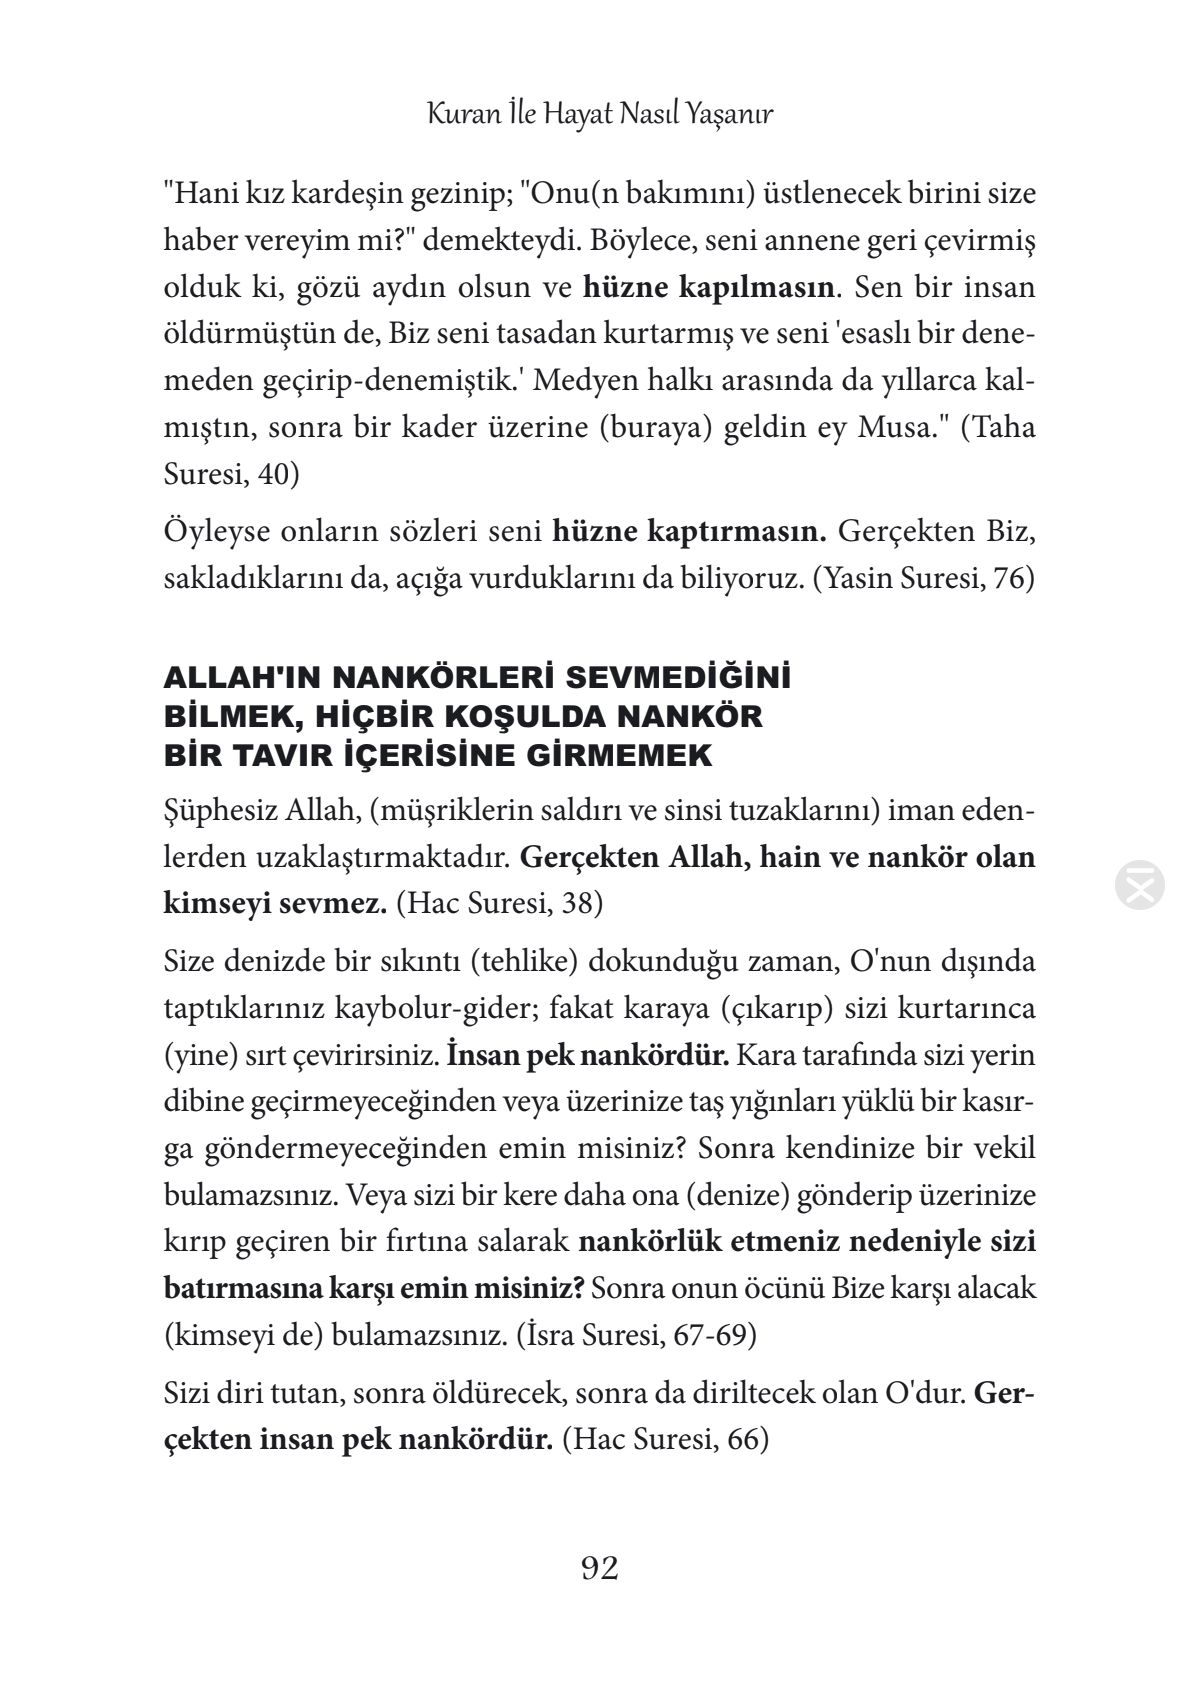 Kuran İle Hayat Nasıl Yaşanır
"Hani kız kardeşin gezinip; "Onu(n bakımını) üstlenecek birini size
haber vereyim mi?" demekteydi. Böylece, seni annene geri çevirmiş
olduk ki, gözü aydın olsun ve hüzne kapılmasın. Sen bir insan
öldürmüştün de, Biz seni tasadan kurtarmış ve seni 'esaslı bir dene-
meden geçirip-denemiştik.' Medyen halkı arasında da yıllarca kal-
mıştın, sonra bir kader üzerine (buraya) geldin ey Musa." (Taha
Suresi, 40)
Öyleyse onların sözleri seni hüzne kaptırmasın. Gerçekten Biz,
sakladıklarını da, açığa vurduklarını da biliyoruz. (Yasin Suresi, 76)
ALLAH'IN NANKÖRLERİ SEVMEDİĞİNİ
BİLMEK, HİÇBİR KOŞULDA NANKÖR
BİR TAVIR İÇERİSİNE GİRMEMEK
Şüphesiz Allah, (müşriklerin saldırı ve sinsi tuzaklarını) iman eden-
lerden uzaklaştırmaktadır. Gerçekten Allah, hain ve nankör olan
kimseyi sevmez. (Hac Suresi, 38)
Size denizde bir sıkıntı (tehlike) dokunduğu zaman, O'nun dışında
taptıklarınız kaybolur-gider; fakat karaya (çıkarıp) sizi kurtarınca
(yine) sırt çevirirsiniz. İnsan pek nankördür. Kara tarafında sizi yerin
dibine geçirmeyeceğinden veya üzerinize taş yığınları yüklü bir kasır-
ga göndermeyeceğinden emin misiniz? Sonra kendinize bir vekil
bulamazsınız. Veya sizi bir kere daha ona (denize) gönderip üzerinize
kırıp geçiren bir fırtına salarak nankörlük etmeniz nedeniyle sizi
batırmasına karşı emin misiniz? Sonra onun öcünü Bize karşı alacak
(kimseyi de) bulamazsınız. (İsra Suresi, 67-69)
Sizi diri tutan, sonra öldürecek, sonra da diriltecek olan O'dur. Ger-
çekten insan pek nankördür. (Hac Suresi, 66)
92